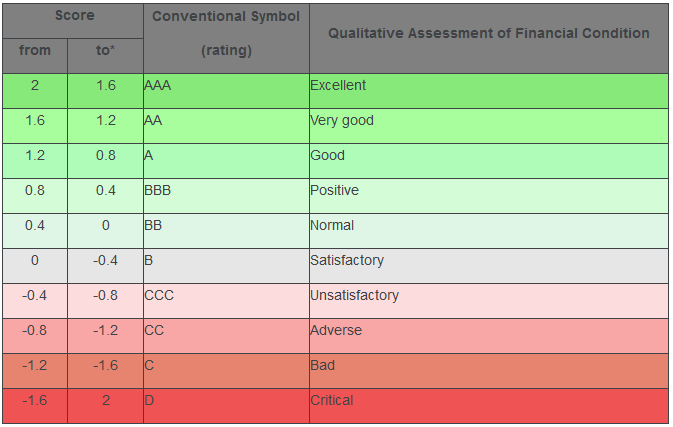 Score Conventional Symbol (rating) Qualitative Assessment of Financial Condition
from to*
2 1.6 AAA Excellent
1.6 1.2 AA Very good
1.2 0.8 A Good
0.8 0.4 BBB Positive
0.4 0 BB Normal
0 -0.4 B Satisfactory
-0.4 -0.8 CCC Unsatisfactory
-0.8 -1.2 CC Adverse
-1.2 -1.6 C Bad
-1.6 2 D Critical